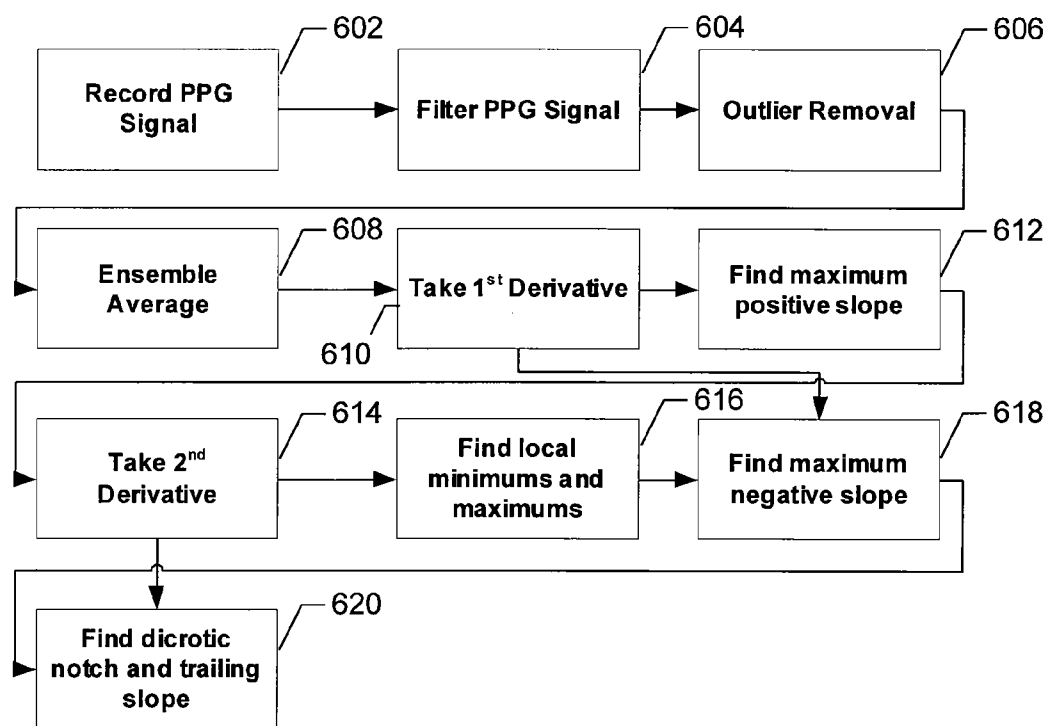 602
604
606
Record PPG
Signal
Filter PPG Signal
Outlier Removal
608
612
Ensemble
Average
Take 1st Derivative
Find maximum
positive slope
610
614
616
618
Take 2nd
Derivative
Find local
minimums and
maximums
Find maximum
negative slope
620
Find dicrotic
notch and trailing
slope